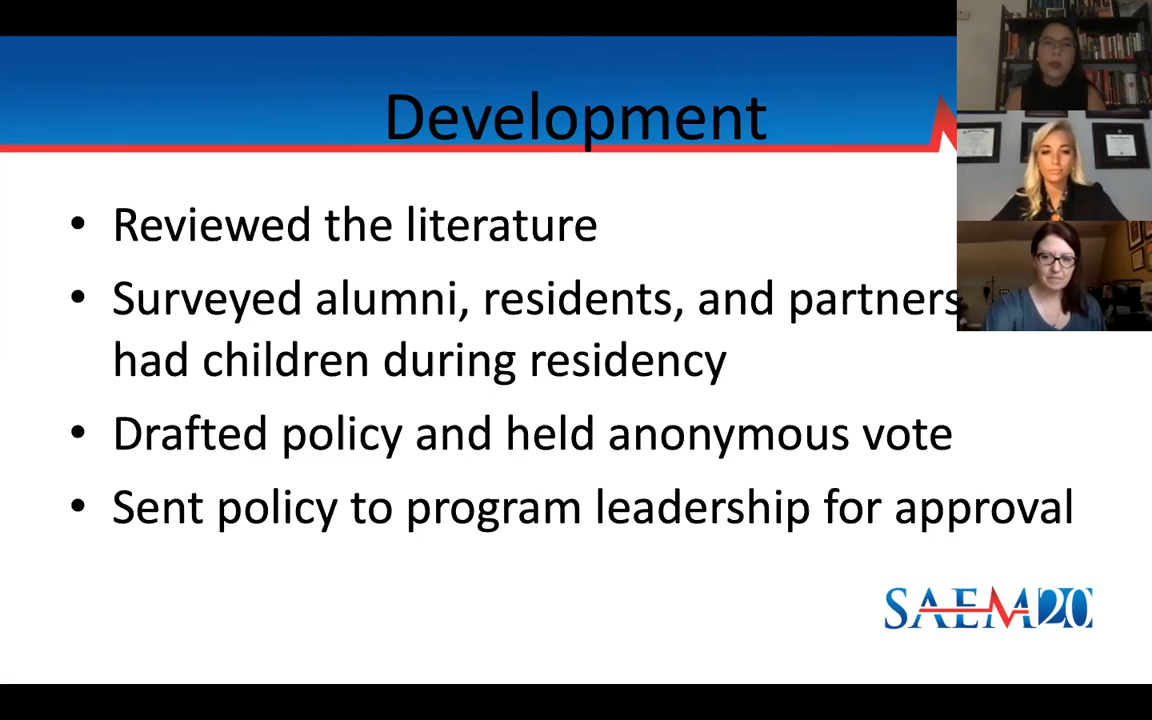 Development
• Reviewed the literature
• Surveyed alumni, residents, and partners
had children during residency
• Drafted policy and held anonymous vote
• Sent policy to program leadership for approval
SAEM20